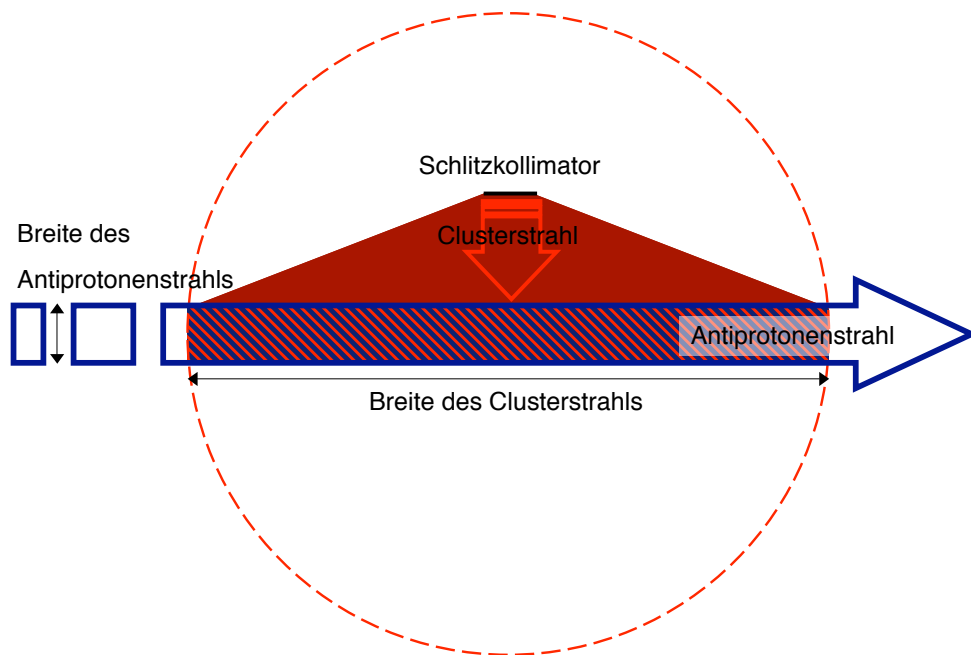 Schlitzkollimator
Clusterstrahl
Breite des
Antiprotonenstrahls
Antiprotonenstrahl
Breite des Clusterstrahls